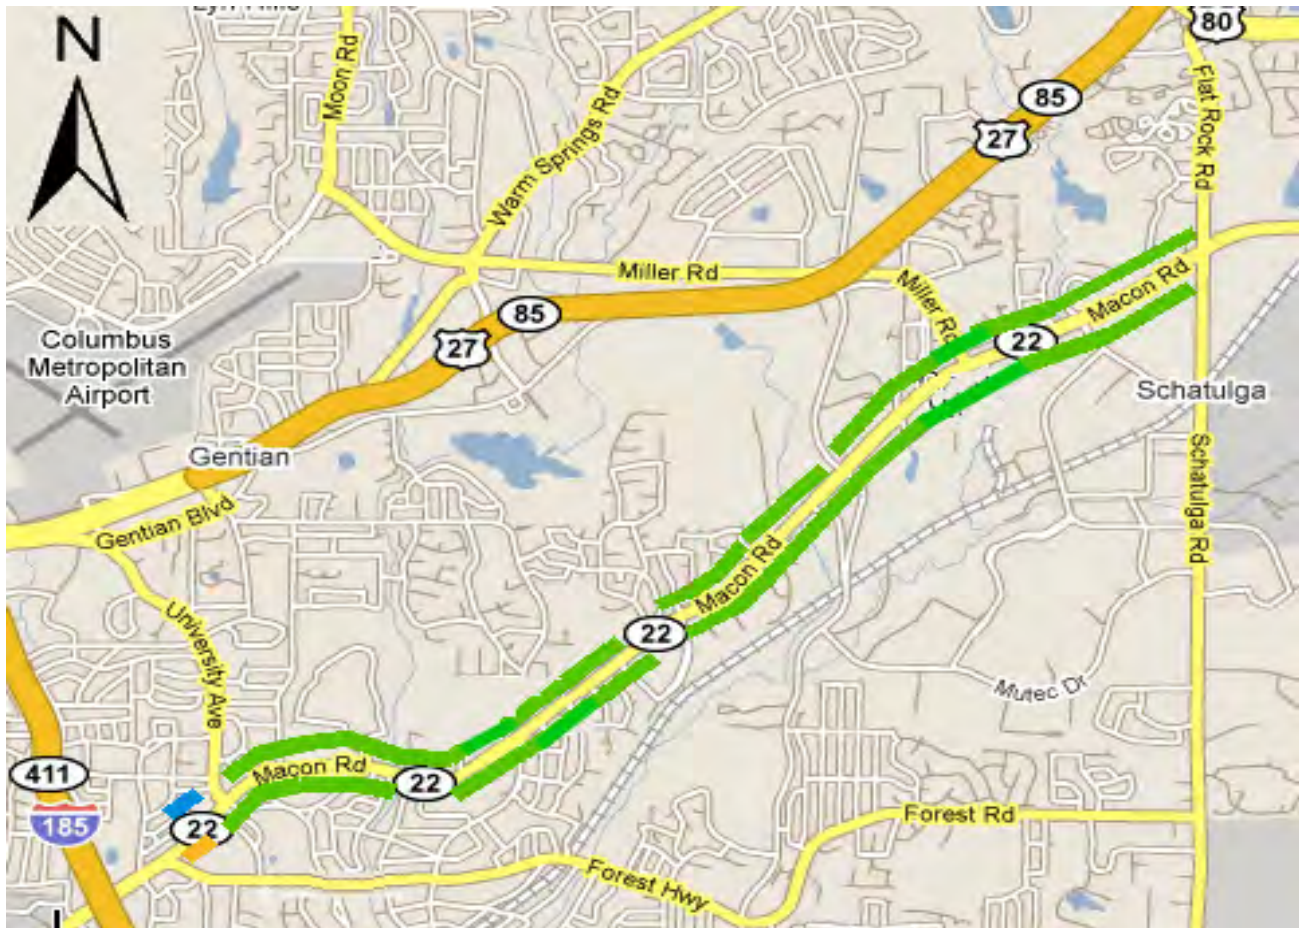 N
80
Moon Rd
Warm Springs Rd
85
27
Flat Rock Rd
Miller Rd
Miller Rd
Macon Rd
22
85
27
Columbus
Metropolitan
Airport
Schatulga
Gentian
Gentian Blvd
Schatulga Rd
Macon Rd
22
University Ave
Mutec Dr
Macon Rd
22
411
185
22
Forest Rd
Forest Hwy